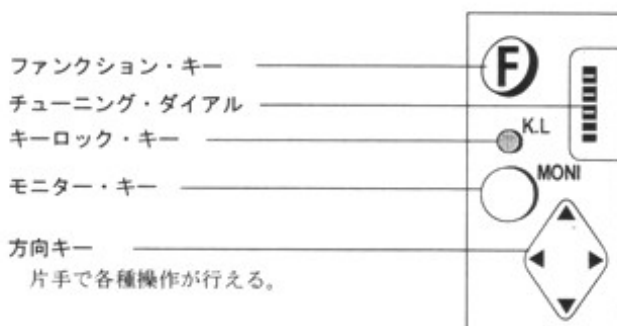 ファンクション・キー
F
チューニング・ダイアル
キーロック・キー
K.L
モニター・キー
MONI
方向キー
片手で各種操作が行える。